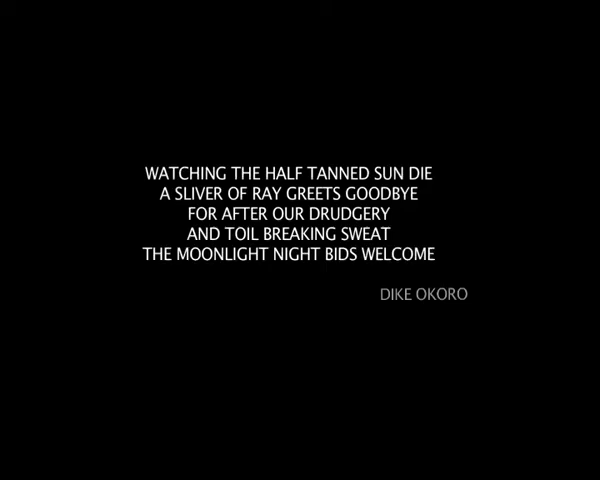 WATCHING THE HALF TANNED SUN DIE
A SLIVER OF RAY GREETS GOODBYE
FOR AFTER OUR DRUDGERY
AND TOIL BREAKING SWEAT
THE MOONLIGHT NIGHT BIDS WELCOME
DIKE OKORO